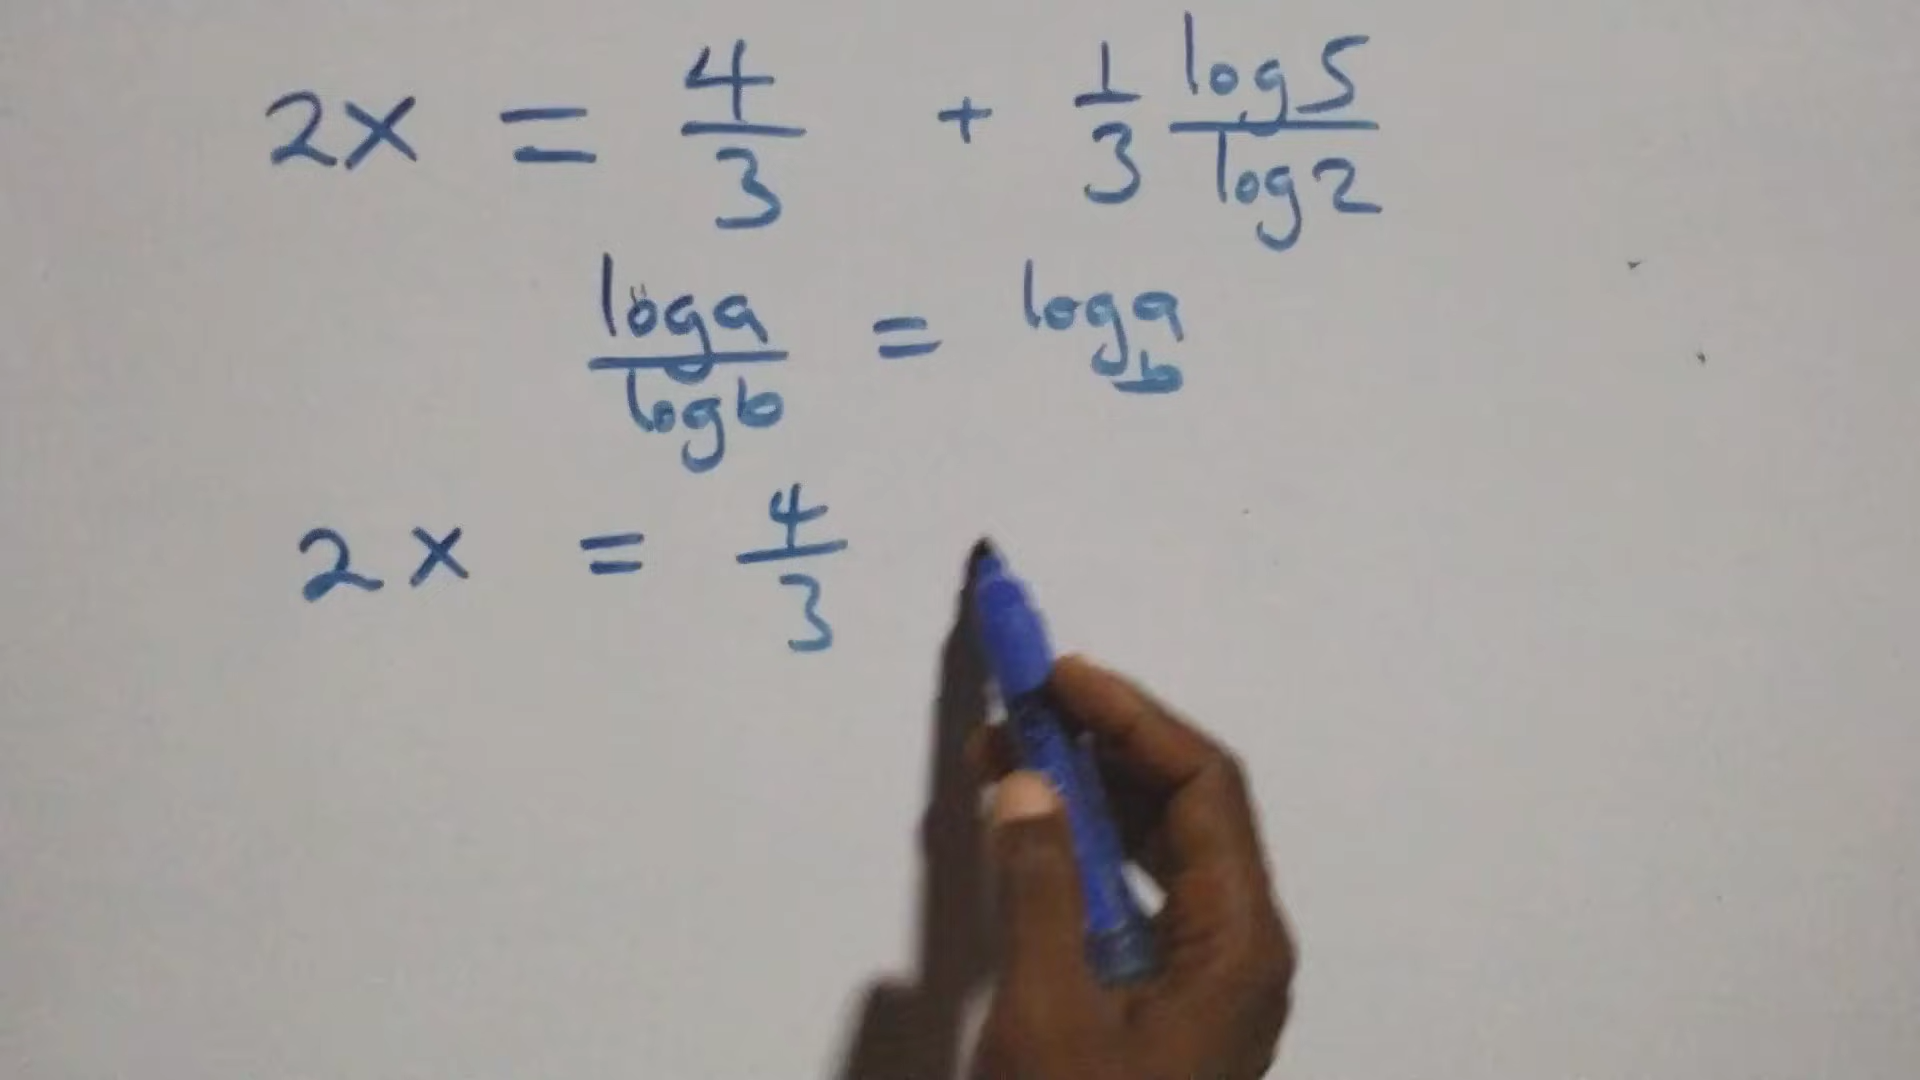 2x = 4/3 + 1/3 log5/log2
loga/logb = log_b a
2x = 4/3